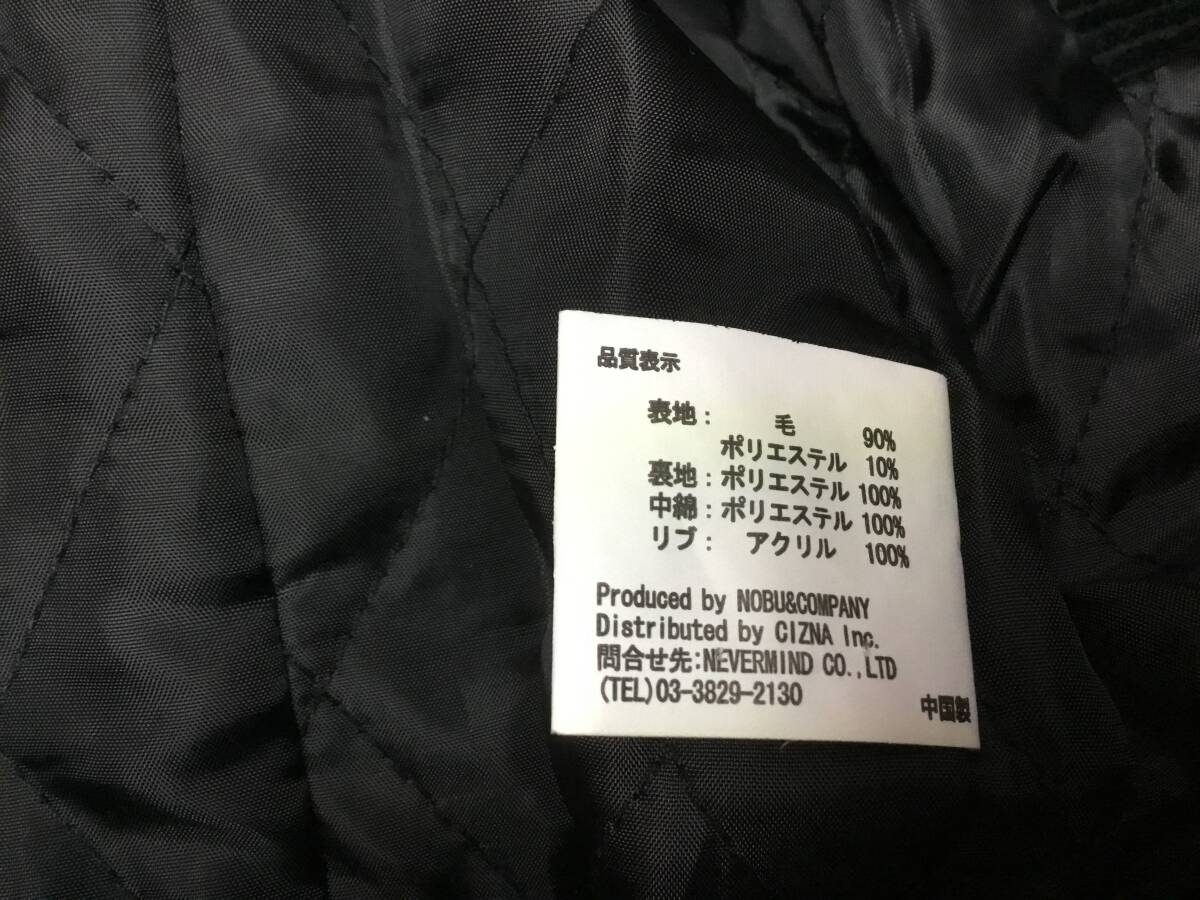 品質表示
表地： 毛 90%
ポリエステル 10%
裏地：ポリエステル 100%
中綿：ポリエステル 100%
リブ： アクリル 100%
Produced by NOBU&COMPANY
Distributed by CIZNA Inc.
問合せ先:NEVERMIND CO.,LTD
(TEL)03-3829-2130
中国製